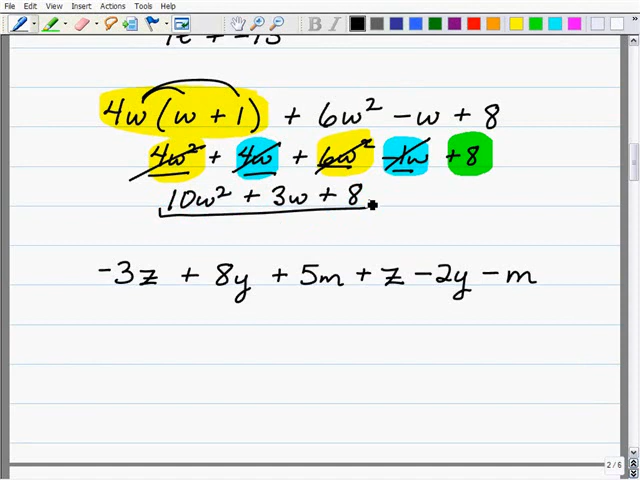 File Edit View Insert Actions Tools Help
4w(w + 1) + 6w² - w + 8
4w² + 4w + 6w² - 1w + 8
10w² + 3w + 8
-3z + 8y + 5m + z - 2y - m
2 / 6